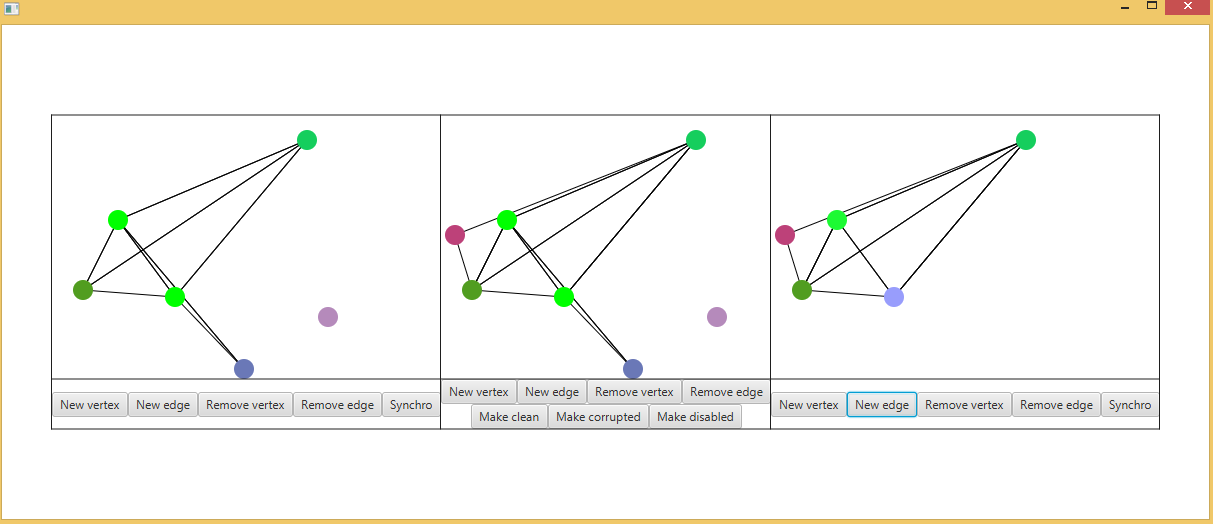 New vertex New edge Remove vertex Remove edge Synchro
New vertex New edge Remove vertex Remove edge
Make clean Make corrupted Make disabled
New vertex New edge Remove vertex Remove edge Synchro